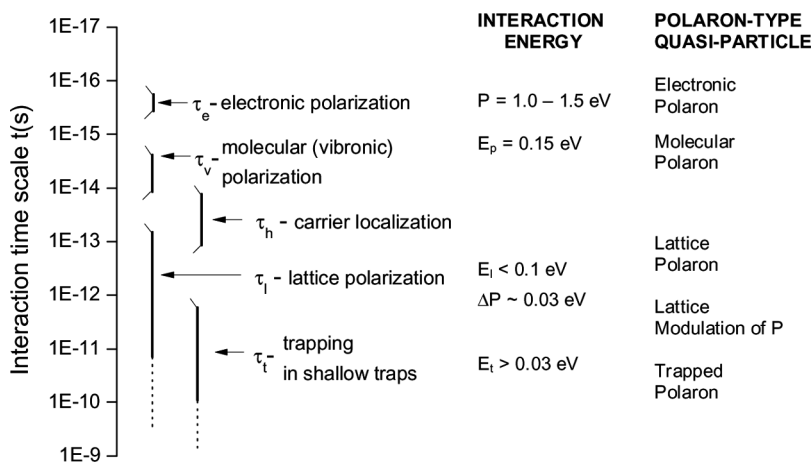 INTERACTION
ENERGY
POLARON-TYPE
QUASI-PARTICLE
Interaction time scale t(s)
1E-17
1E-16
1E-15
1E-14
1E-13
1E-12
1E-11
1E-10
1E-9
τe- electronic polarization
P = 1.0 – 1.5 eV
Electronic
Polaron
τv- molecular (vibronic)
polarization
Ep = 0.15 eV
Molecular
Polaron
τh - carrier localization
τl - lattice polarization
El < 0.1 eV
Lattice
Polaron
ΔP ~ 0.03 eV
Lattice
Modulation of P
τt- trapping
in shallow traps
Et > 0.03 eV
Trapped
Polaron